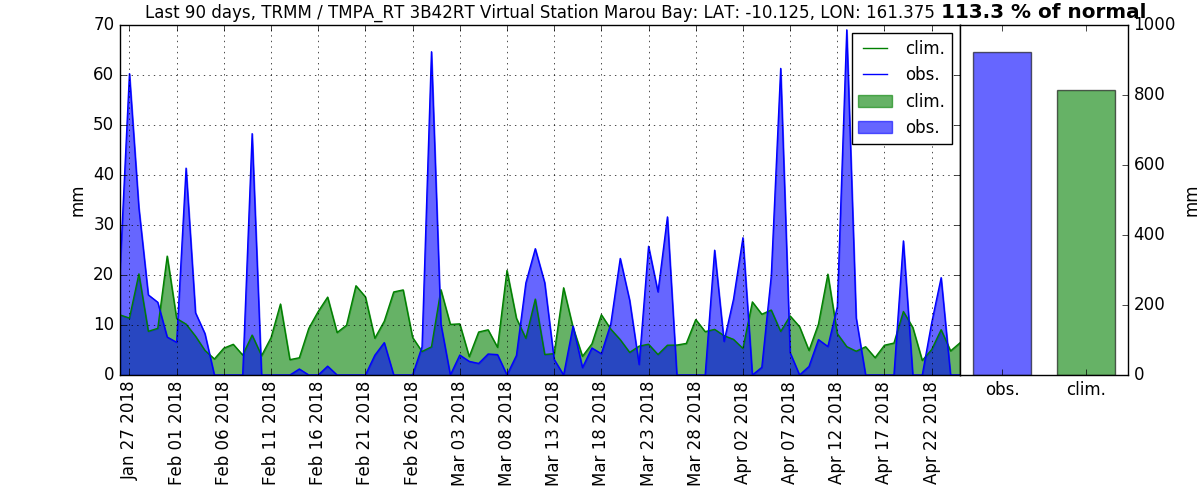 Last 90 days, TRMM / TMPA_RT 3B42RT Virtual Station Marou Bay: LAT: -10.125, LON: 161.375 113.3 % of normal
70
60
50
40
30
20
10
0
mm
clim.
obs.
clim.
obs.
1000
800
600
400
200
0
mm
obs.
clim.
Jan 27 2018
Feb 01 2018
Feb 06 2018
Feb 11 2018
Feb 16 2018
Feb 21 2018
Feb 26 2018
Mar 03 2018
Mar 08 2018
Mar 13 2018
Mar 18 2018
Mar 23 2018
Mar 28 2018
Apr 02 2018
Apr 07 2018
Apr 12 2018
Apr 17 2018
Apr 22 2018